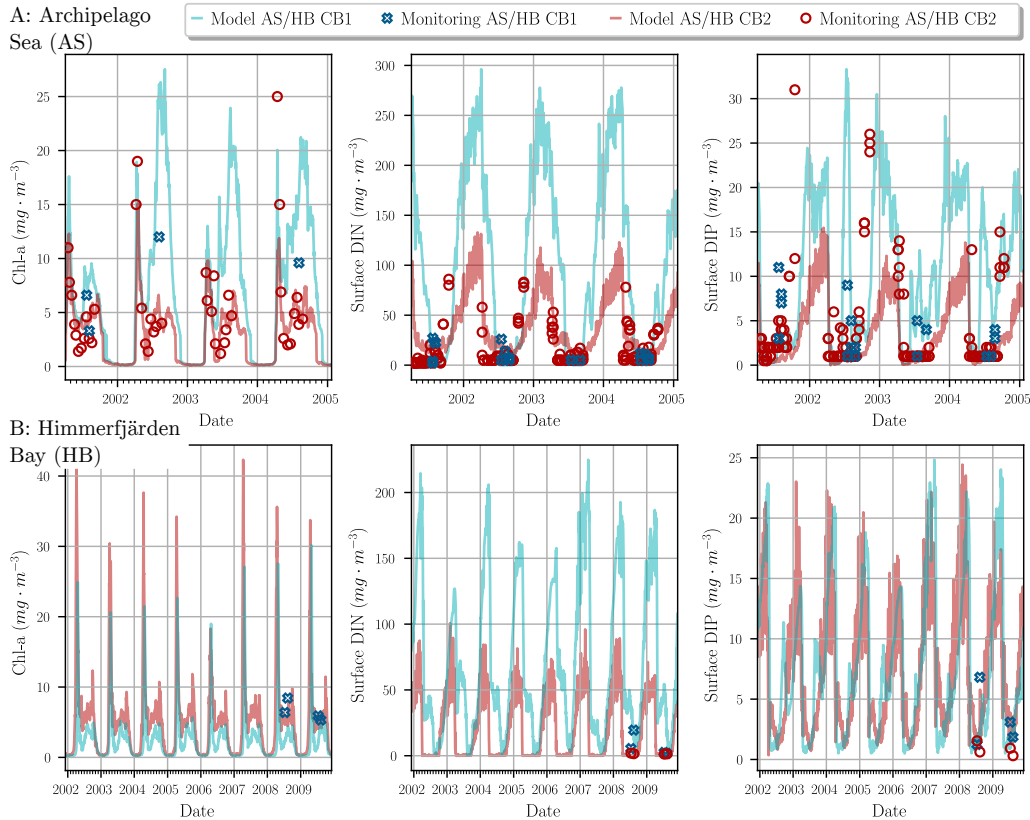 A: Archipelago
Sea (AS)
Model AS/HB CB1
Monitoring AS/HB CB1
Model AS/HB CB2
Monitoring AS/HB CB2
Chl-a (mg · m⁻³)
25
20
15
10
5
0
2002 2003 2004 2005
Date
Surface DIN (mg · m⁻³)
300
250
200
150
100
50
0
2002 2003 2004 2005
Date
Surface DIP (mg · m⁻³)
30
25
20
15
10
5
0
2002 2003 2004 2005
Date
B: Himmerfjärden
Bay (HB)
Chl-a (mg · m⁻³)
40
30
20
10
0
2002 2003 2004 2005 2006 2007 2008 2009
Date
Surface DIN (mg · m⁻³)
200
150
100
50
0
2002 2003 2004 2005 2006 2007 2008 2009
Date
Surface DIP (mg · m⁻³)
25
20
15
10
5
0
2002 2003 2004 2005 2006 2007 2008 2009
Date